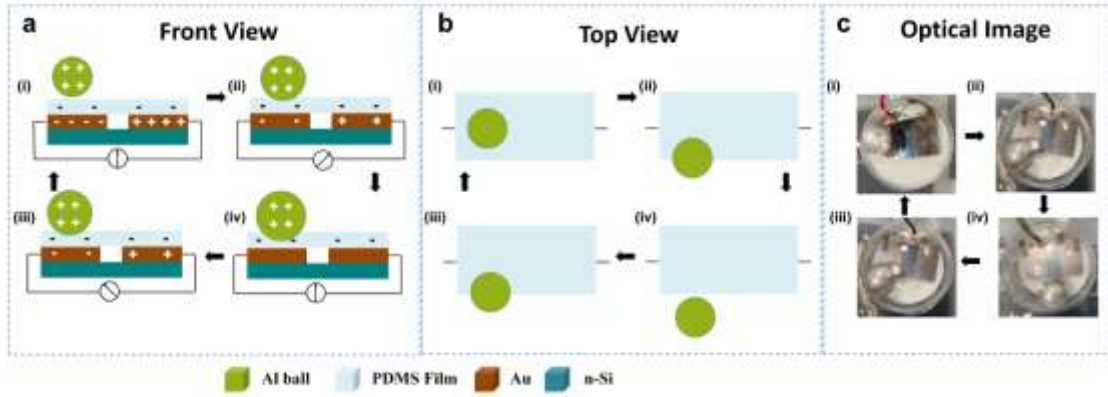 a
Front View
(i)
(ii)
(iii)
(iv)
b
Top View
(i)
(ii)
(iii)
(iv)
c
Optical Image
(i)
(ii)
(iii)
(iv)
Al ball
PDMS Film
Au
n-Si